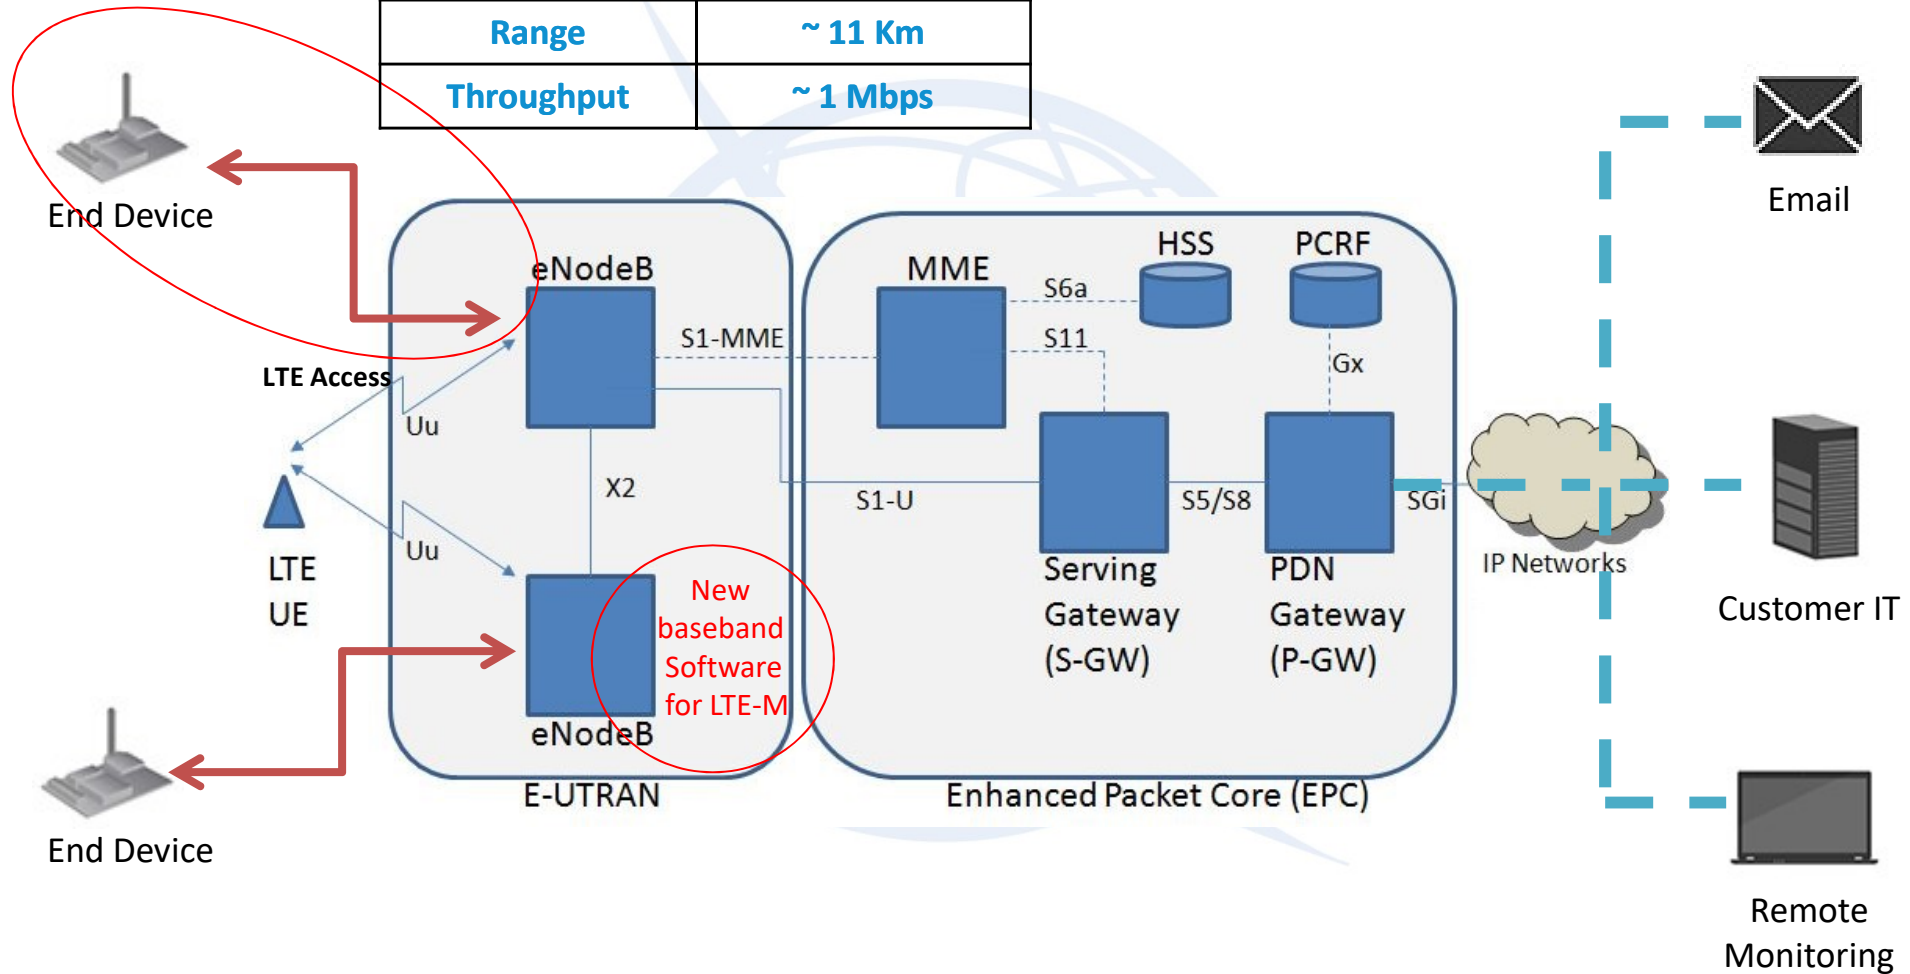 Range ~ 11 Km
Throughput ~ 1 Mbps
End Device
Email
eNodeB
MME
HSS
PCRF
S6a
S1-MME
S11
Gx
LTE Access
Uu
X2
S1-U
S5/S8
SGi
Uu
IP Networks
LTE
UE
New
baseband
Software
for LTE-M
Serving
Gateway
(S-GW)
PDN
Gateway
(P-GW)
Customer IT
eNodeB
E-UTRAN
Enhanced Packet Core (EPC)
End Device
Remote
Monitoring